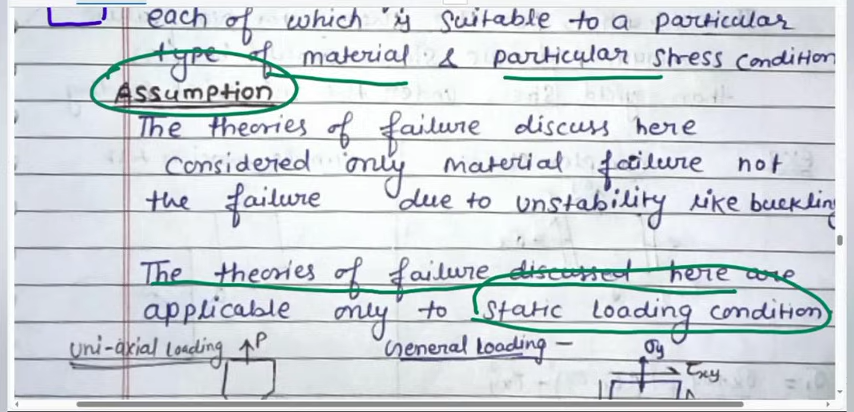 each of which is suitable to a particular
type of material & particular stress condition
Assumption
The theories of failure discuss here
considered only material failure not
the failure due to unstability like buckling
The theories of failure discussed here are
applicable only to static loading condition
Uni-axial loading ↑P General loading –
σy
τxy